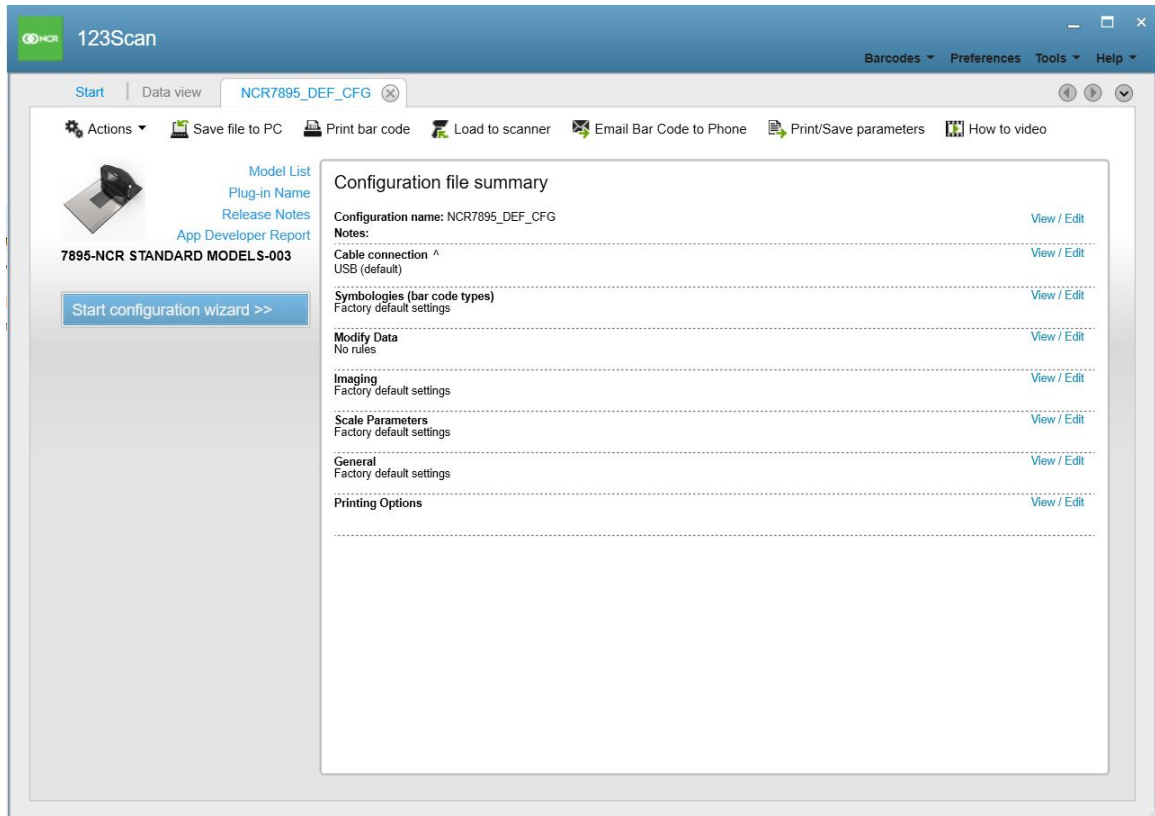 NCR 123Scan
Barcodes Preferences Tools Help
Start Data view NCR7895_DEF_CFG
Actions Save file to PC Print bar code Load to scanner Email Bar Code to Phone Print/Save parameters How to video
Model List
Plug-in Name
Release Notes
App Developer Report
7895-NCR STANDARD MODELS-003
Start configuration wizard >>
Configuration file summary
Configuration name: NCR7895_DEF_CFG View / Edit
Notes:
Cable connection ^ View / Edit
USB (default)
Symbologies (bar code types) View / Edit
Factory default settings
Modify Data View / Edit
No rules
Imaging View / Edit
Factory default settings
Scale Parameters View / Edit
Factory default settings
General View / Edit
Factory default settings
Printing Options View / Edit